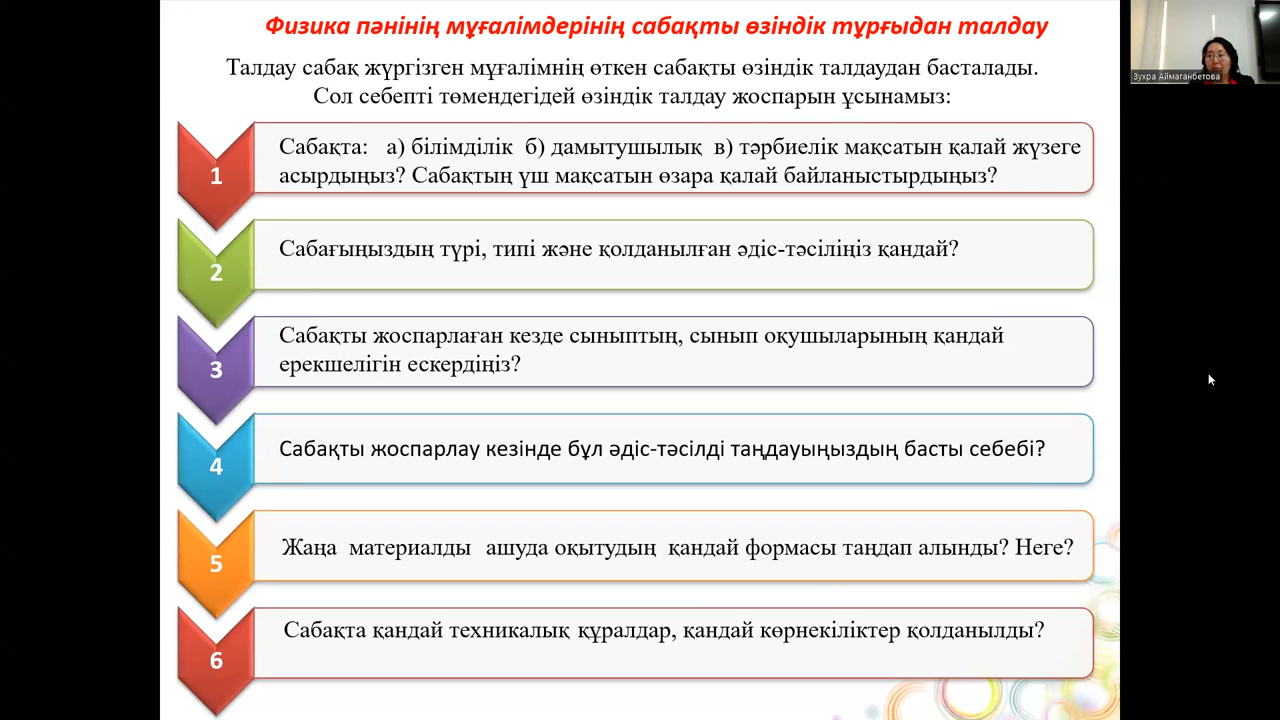 Физика пәнінің мұғалімдерінің сабақты өзіндік тұрғыдан талдау
Талдау сабақ жүргізген мұғалімнің өткен сабақты өзіндік талдаудан басталады.
Сол себепті төмендегідей өзіндік талдау жоспарын ұсынамыз:
1
Сабақта: а) білімділік б) дамытушылық в) тәрбиелік мақсатын қалай жүзеге
асырдыңыз? Сабақтың үш мақсатын өзара қалай байланыстырдыңыз?
2
Сабағыңыздың түрі, типі және қолданылған әдіс-тәсіліңіз қандай?
3
Сабақты жоспарлаған кезде сыныптың, сынып оқушыларының қандай
ерекшелігін ескердіңіз?
4
Сабақты жоспарлау кезінде бұл әдіс-тәсілді таңдауыңыздың басты себебі?
5
Жаңа материалды ашуда оқытудың қандай формасы таңдап алынды? Неге?
6
Сабақта қандай техникалық құралдар, қандай көрнекіліктер қолданылды?
Зухра Аймаганбетова